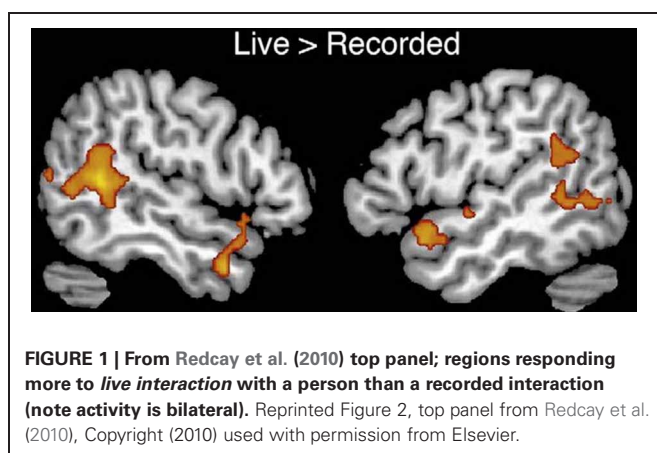 Live > Recorded
FIGURE 1 | From Redcay et al. (2010) top panel; regions responding
more to live interaction with a person than a recorded interaction
(note activity is bilateral). Reprinted Figure 2, top panel from Redcay et al.
(2010), Copyright (2010) used with permission from Elsevier.